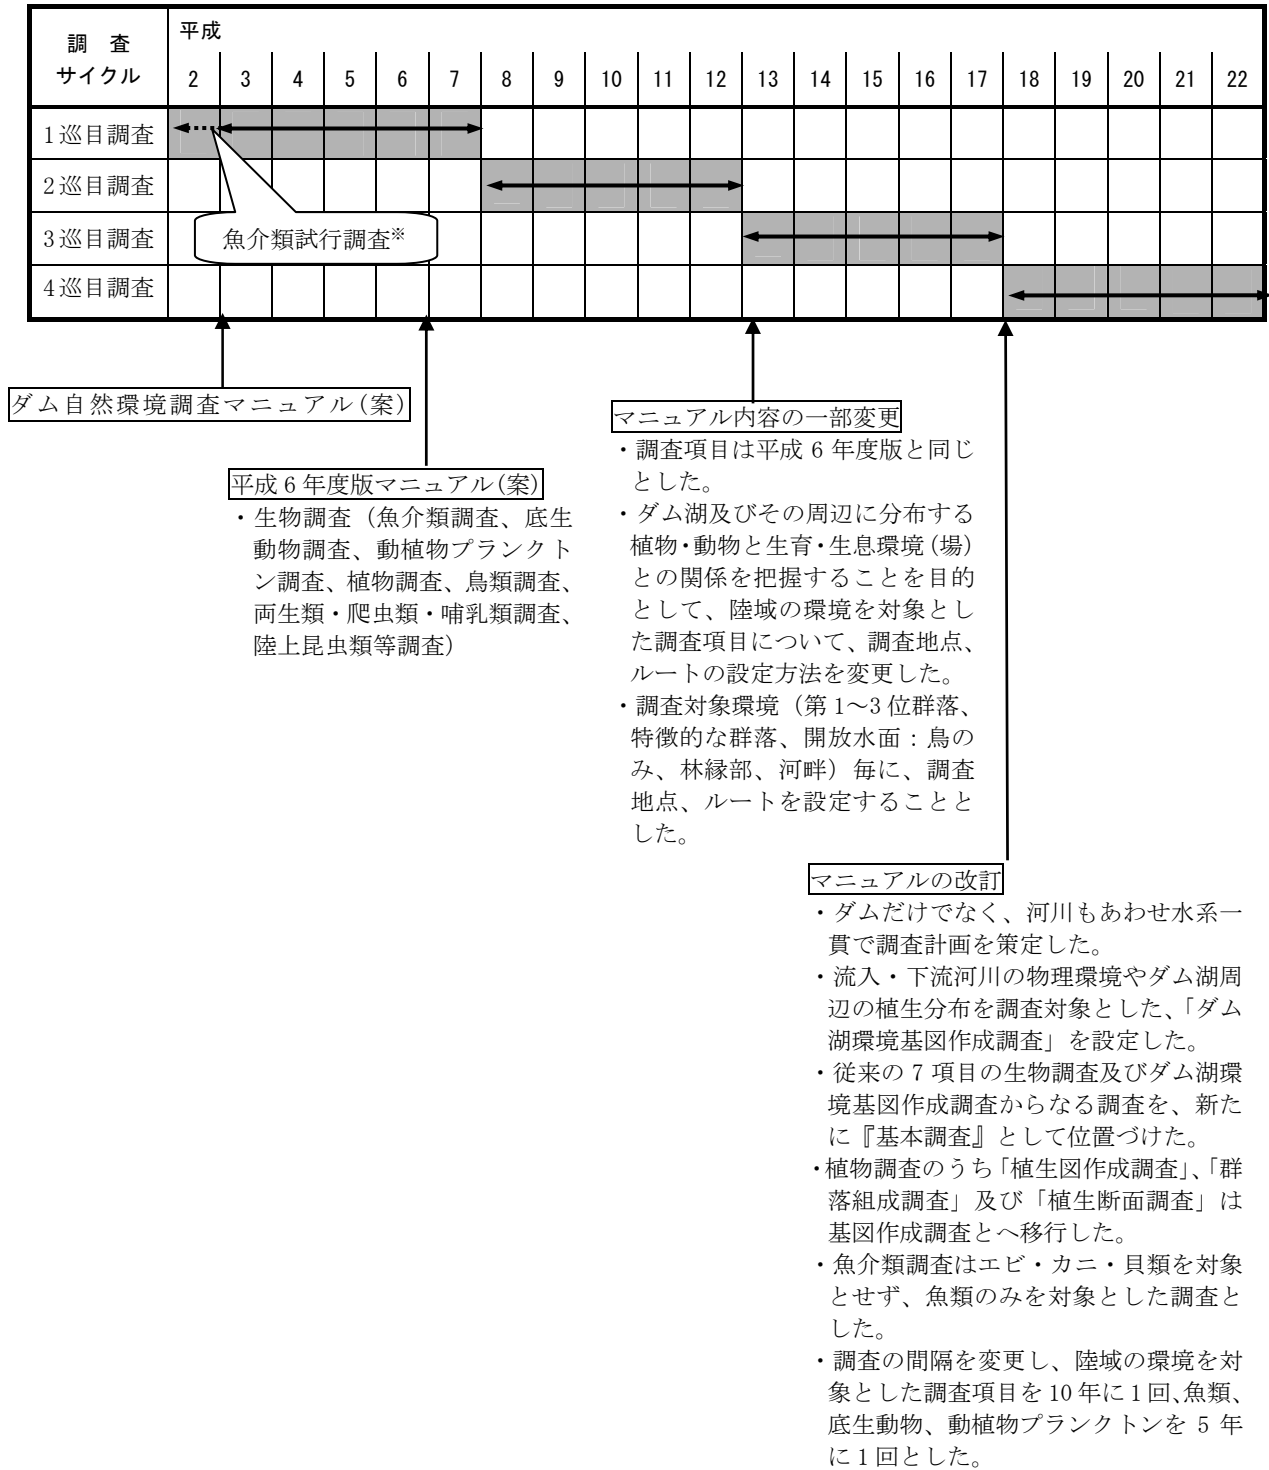 調 査
サイクル
平成
2 3 4 5 6 7 8 9 10 11 12 13 14 15 16 17 18 19 20 21 22
1巡目調査
2巡目調査
3巡目調査
4巡目調査
魚介類試行調査※
ダム自然環境調査マニュアル(案)
平成6年度版マニュアル(案)
・生物調査（魚介類調査、底生
動物調査、動植物プランクト
ン調査、植物調査、鳥類調査、
両生類・爬虫類・哺乳類調査、
陸上昆虫類等調査）
マニュアル内容の一部変更
・調査項目は平成6年度版と同じ
とした。
・ダム湖及びその周辺に分布する
植物・動物と生育・生息環境（場）
との関係を把握することを目的
として、陸域の環境を対象とし
た調査項目について、調査地点、
ルートの設定方法を変更した。
・調査対象環境（第1～3位群落、
特徴的な群落、開放水面：鳥の
み、林縁部、河畔）毎に、調査
地点、ルートを設定することと
した。
マニュアルの改訂
・ダムだけでなく、河川もあわせ水系一
貫で調査計画を策定した。
・流入・下流河川の物理環境やダム湖周
辺の植生分布を調査対象とした、「ダム
湖環境基図作成調査」を設定した。
・従来の7項目の生物調査及びダム湖環
境基図作成調査からなる調査を、新た
に『基本調査』として位置づけた。
・植物調査のうち「植生図作成調査」、「群
落組成調査」及び「植生断面調査」は
基図作成調査とへ移行した。
・魚介類調査はエビ・カニ・貝類を対象
とせず、魚類のみを対象とした調査と
した。
・調査の間隔を変更し、陸域の環境を対
象とした調査項目を10年に1回、魚類、
底生動物、動植物プランクトンを5年
に1回とした。